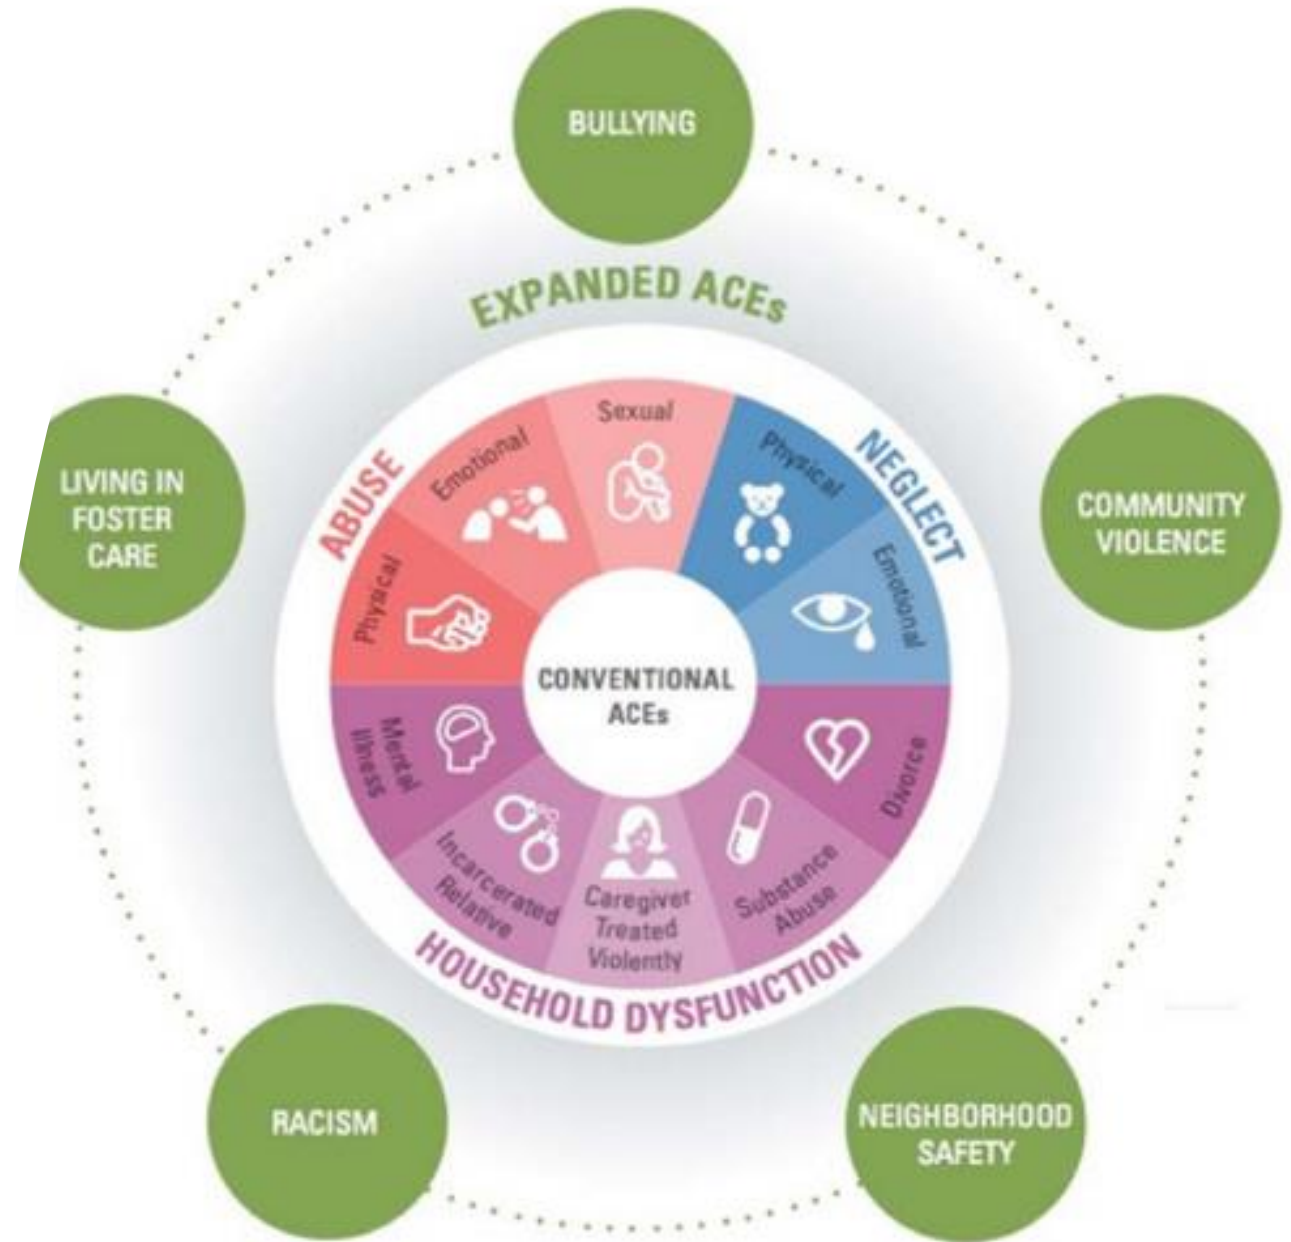 BULLYING
EXPANDED ACEs
LIVING IN
FOSTER
CARE
COMMUNITY
VIOLENCE
ABUSE
Physical
Emotional
Sexual
NEGLECT
Physical
Emotional
CONVENTIONAL
ACEs
Mental
Illness
Incarcerated
Relative
Caregiver
Treated
Violently
Substance
Abuse
Divorce
HOUSEHOLD DYSFUNCTION
RACISM
NEIGHBORHOOD
SAFETY